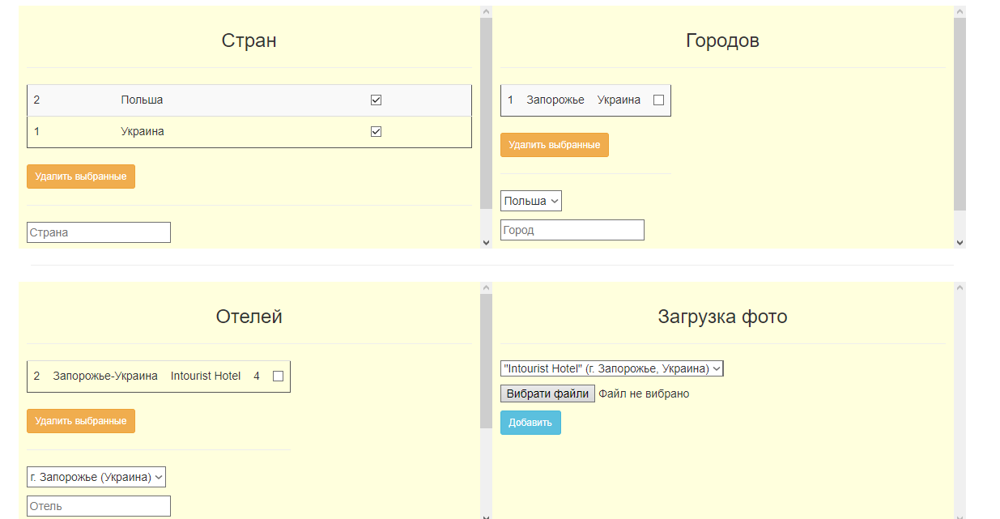 Стран
2 Польша
1 Украина
Удалить выбранные
Страна
Городов
1 Запорожье Украина
Удалить выбранные
Польша
Город
Отелей
2 Запорожье-Украина Intourist Hotel 4
Удалить выбранные
г. Запорожье (Украина)
Отель
Загрузка фото
"Intourist Hotel" (г. Запорожье, Украина)
Вибрати файли Файл не вибрано
Добавить